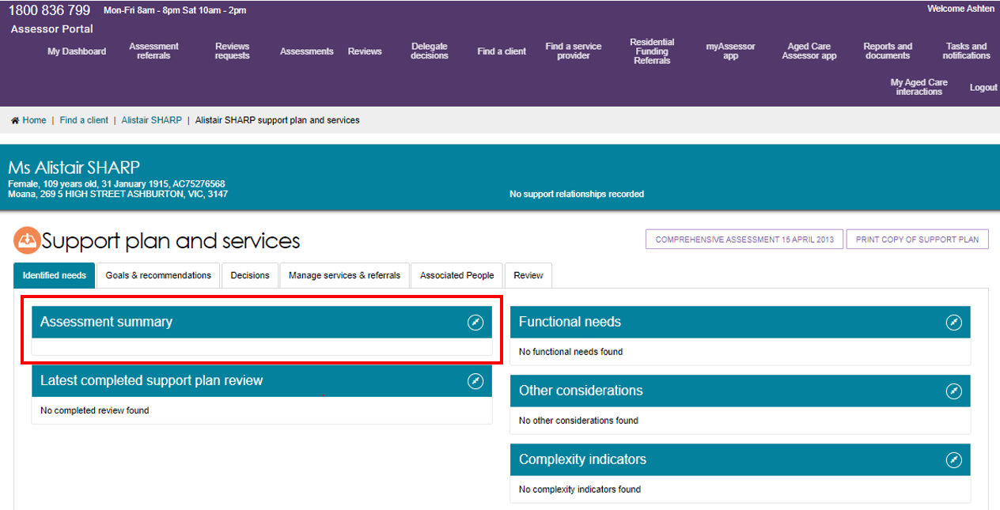 1800 836 799 Mon-Fri 8am - 8pm Sat 10am - 2pm
Welcome Ashten
Assessor Portal
My Dashboard
Assessment
referrals
Reviews
requests
Assessments
Reviews
Delegate
decisions
Find a client
Find a service
provider
Residential
Funding
Referrals
myAssessor
app
Aged Care
Assessor app
Reports and
documents
Tasks and
notifications
My Aged Care
interactions
Logout
Home | Find a client | Alistair SHARP | Alistair SHARP support plan and services
Ms Alistair SHARP
Female, 109 years old, 31 January 1915, AC75276568
Moana, 269 5 HIGH STREET ASHBURTON, VIC, 3147
No support relationships recorded
Support plan and services
COMPREHENSIVE ASSESSMENT 15 APRIL 2013
PRINT COPY OF SUPPORT PLAN
Identified needs
Goals & recommendations
Decisions
Manage services & referrals
Associated People
Review
Assessment summary
Latest completed support plan review
No completed review found
Functional needs
No functional needs found
Other considerations
No other considerations found
Complexity indicators
No complexity indicators found